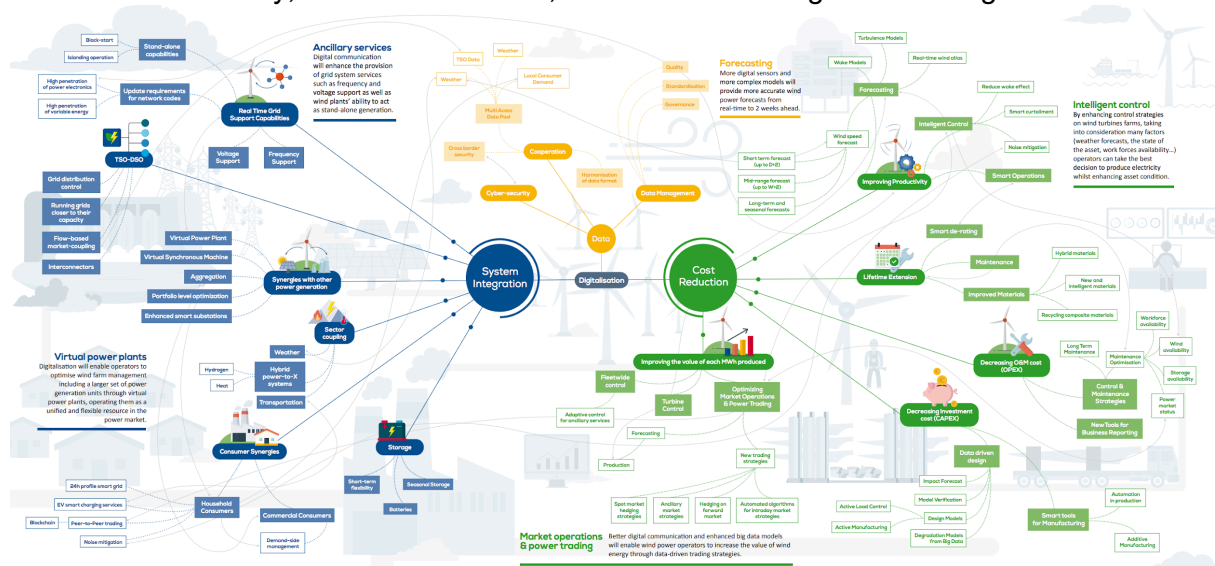 Black-start
Islanding operation
Stand-alone
capabilities
High penetration
of power electronics
High penetration
of variable energy
Update requirements
for network codes
Real Time Grid
Support Capabilities
Voltage
Support
Frequency
Support
Ancillary services
Digital communication
will enhance the provision
of grid system services
such as frequency and
voltage support as well as
wind plants' ability to act
as stand-alone generation.
TSO-DSO
Grid distribution
control
Running grids
closer to their
capacity
Flow-based
market-coupling
Interconnectors
Virtual Power Plant
Virtual Synchronous Machine
Aggregation
Portfolio level optimization
Enhanced smart substations
Synergies with other
power generation
Sector
coupling
Weather
Hydrogen
Heat
Hybrid
power-to-X
systems
Transportation
Virtual power plants
Digitalisation will enable operators to
optimise wind farm management
including a larger set of power
generation units through virtual
power plants, operating them as a
unified and flexible resource in the
power market.
Consumer Synergies
24h profile smart grid
EV smart charging services
Blockchain
Peer-to-Peer trading
Noise mitigation
Household
Consumers
Commercial Consumers
Demand-side
management
Storage
Short-term
flexibility
Seasonal Storage
Batteries
System
Integration
Digitalisation
Data
Weather
TSO Data
Weather
Local Consumer
Demand
Multi Access
Data Pool
Cross border
security
Cooperation
Cyber-security
Harmonisation
of data format
Data Management
Quality
Standardisation
Governance
Cost
Reduction
Forecasting
More digital sensors and
more complex models will
provide more accurate wind
power forecasts from
real-time to 2 weeks ahead.
Turbulence Models
Wake Models
Real-time wind atlas
Forecasting
Wind speed
forecast
Short term forecast
(up to D+2)
Mid-range forecast
(up to W+2)
Long-term and
seasonal forecasts
Reduce wake effect
Smart curtailment
Noise mitigation
Intelligent Control
Smart Operations
Improving Productivity
Intelligent control
By enhancing control strategies
on wind turbines farms, taking
into consideration many factors
(weather forecasts, the state of
the asset, work forces availability...)
operators can take the best
decision to produce electricity
whilst enhancing asset condition.
Smart de-rating
Maintenance
Lifetime Extension
Improved Materials
Hybrid materials
New and
intelligent materials
Recycling composite materials
Decreasing O&M cost
(OPEX)
Long Term
Maintenance
Maintenance
Optimisation
Workforce
availability
Wind
availability
Storage
availability
Power
market
status
Control &
Maintenance
Strategies
New Tools for
Business Reporting
Improving the value of each MWh produced
Fleetwide
control
Turbine
Control
Optimising
Market Operations
& Power Trading
Adaptive control
for ancillary services
Forecasting
Production
New trading
strategies
Spot market
hedging
strategies
Ancillary
market
strategies
Hedging on
forward
market
Automated algorithms
for intraday market
strategies
Decreasing Investment
cost (CAPEX)
Data driven
design
Impact Forecast
Model Verification
Active Load Control
Design Models
Active Manufacturing
Degradation Models
from Big Data
Smart tools
for Manufacturing
Automation
in production
Additive
Manufacturing
Market operations
& power trading
Better digital communication and enhanced big data models
will enable wind power operators to increase the value of wind
energy through data-driven trading strategies.